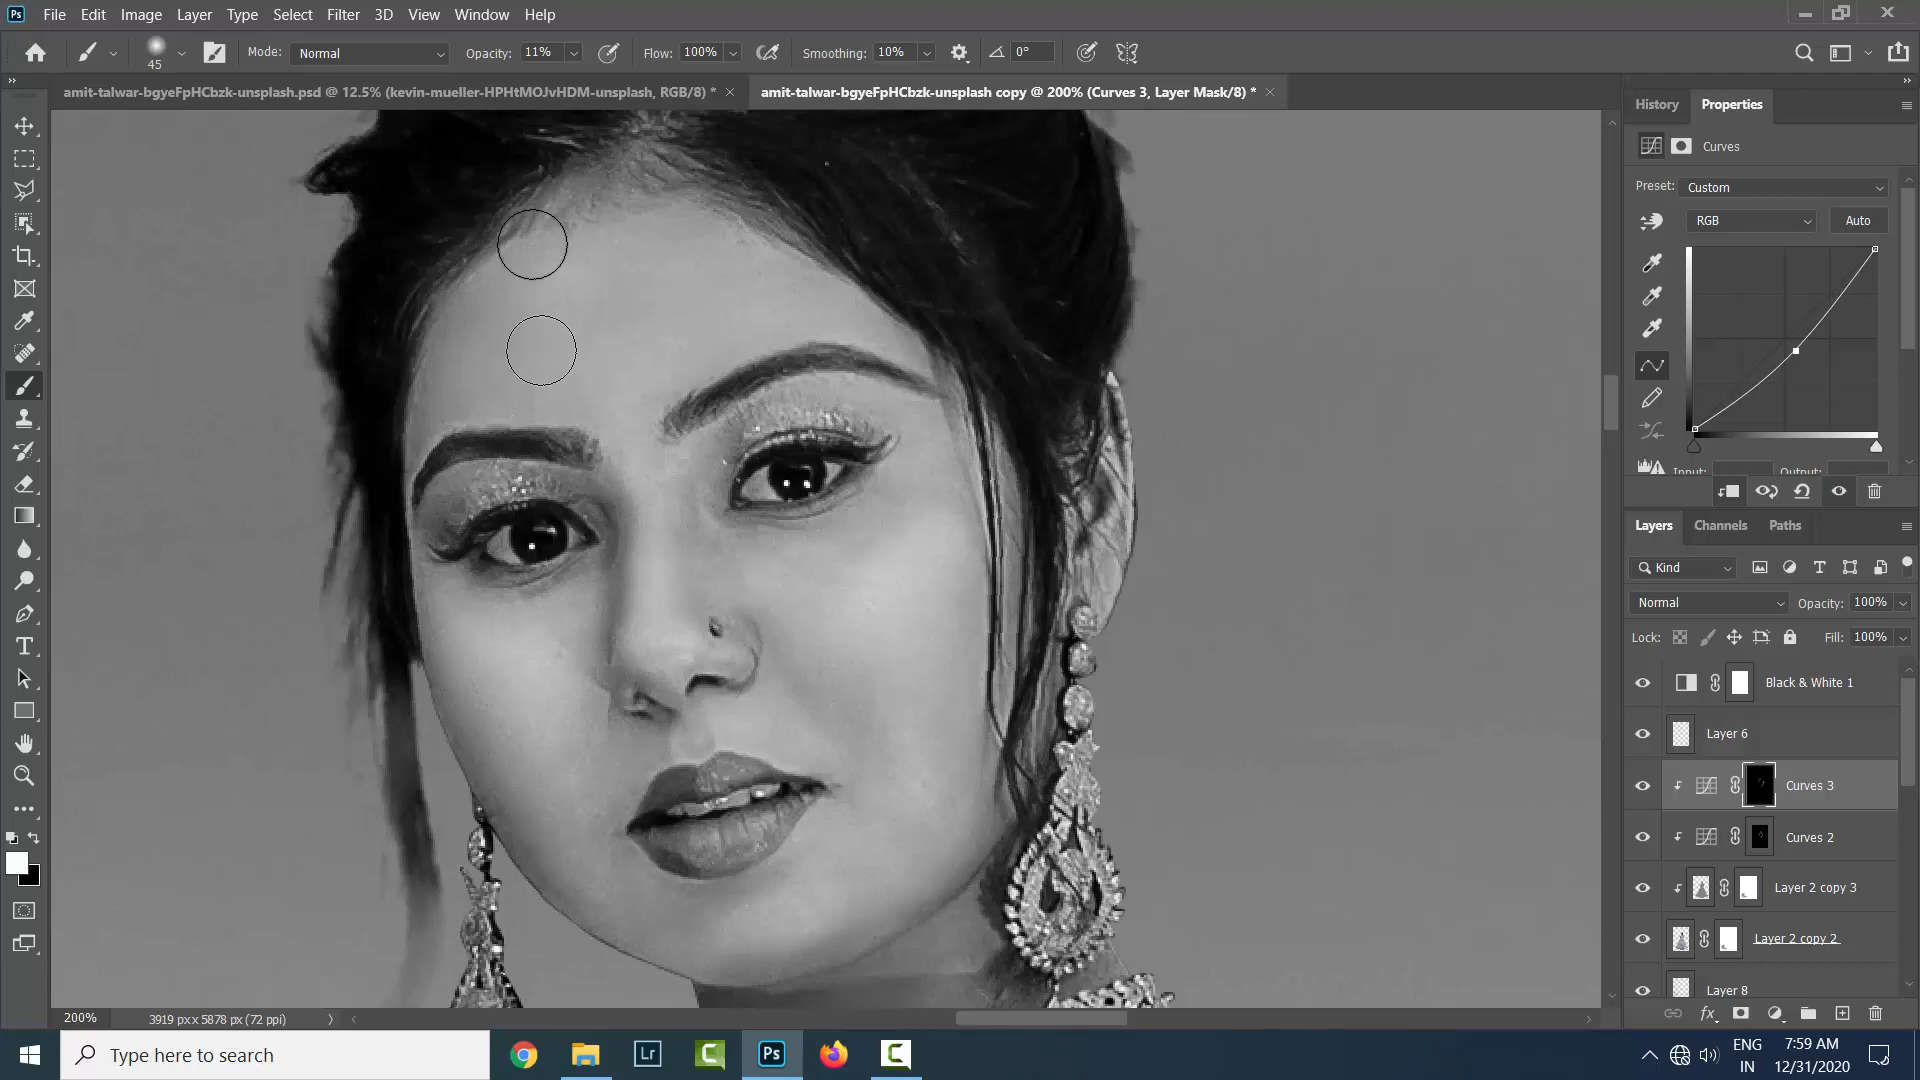 Ps File Edit Image Layer Type Select Filter 3D View Window Help
45 Mode: Normal Opacity: 11% Flow: 100% Smoothing: 10% 0°
amit-talwar-bgyeFpHCbzk-unsplash.psd @ 12.5% (kevin-mueller-HPHtMOJvHDM-unsplash, RGB/8) *
amit-talwar-bgyeFpHCbzk-unsplash copy @ 200% (Curves 3, Layer Mask/8) *
History Properties
Curves
Preset: Custom
RGB Auto
Input: Output:
Layers Channels Paths
Kind
Normal Opacity: 100%
Lock: Fill: 100%
Black & White 1
Layer 6
Curves 3
Curves 2
Layer 2 copy 3
Layer 2 copy 2
Layer 8
fx
200% 3919 px x 5878 px (72 ppi)
Type here to search
Lr
Ps
ENG
IN
7:59 AM
12/31/2020